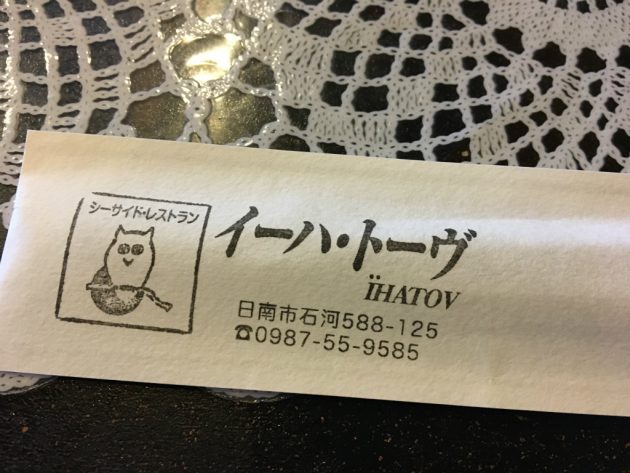 シーサイド・レストラン
イーハ・トーヴ
ÏHATOV
日南市石河588-125
☎0987-55-9585